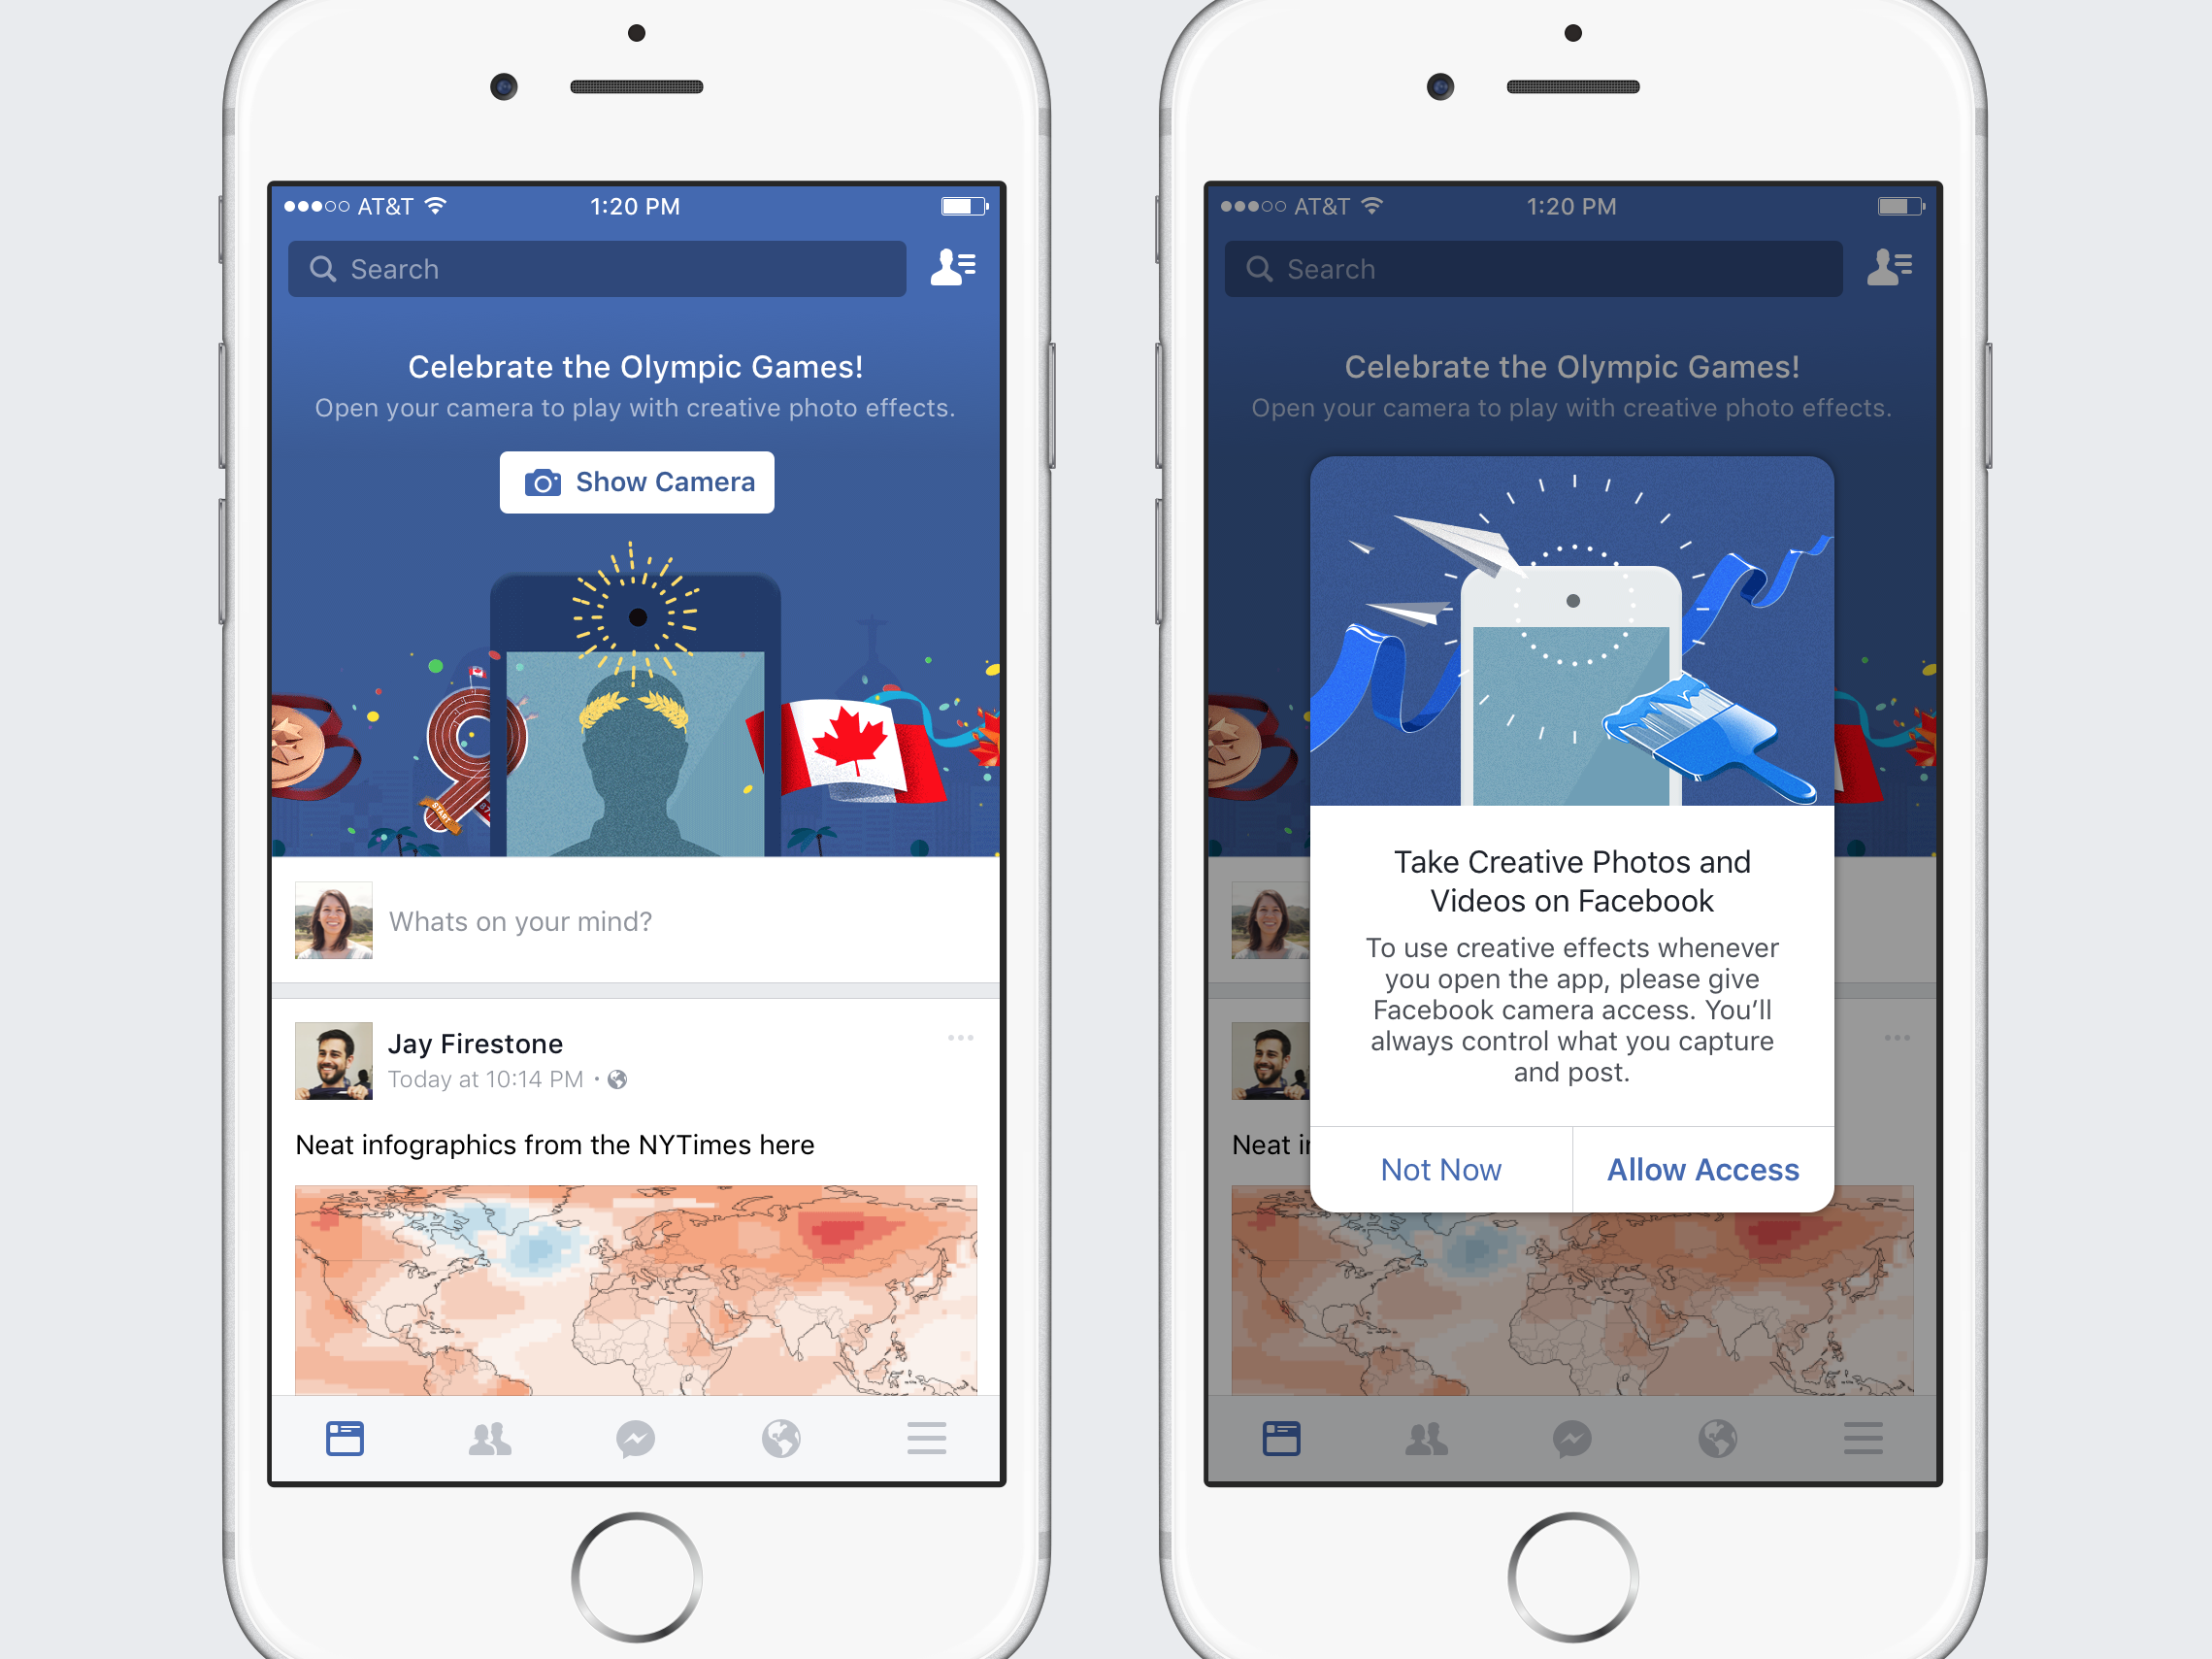 AT&T
1:20 PM
Search
Celebrate the Olympic Games!
Open your camera to play with creative photo effects.
Show Camera
START
Whats on your mind?
Jay Firestone
Today at 10:14 PM ·
Neat infographics from the NYTimes here
AT&T
1:20 PM
Search
Celebrate the Olympic Games!
Open your camera to play with creative photo effects.
Take Creative Photos and
Videos on Facebook
To use creative effects whenever
you open the app, please give
Facebook camera access. You’ll
always control what you capture
and post.
Not Now
Allow Access
Neat